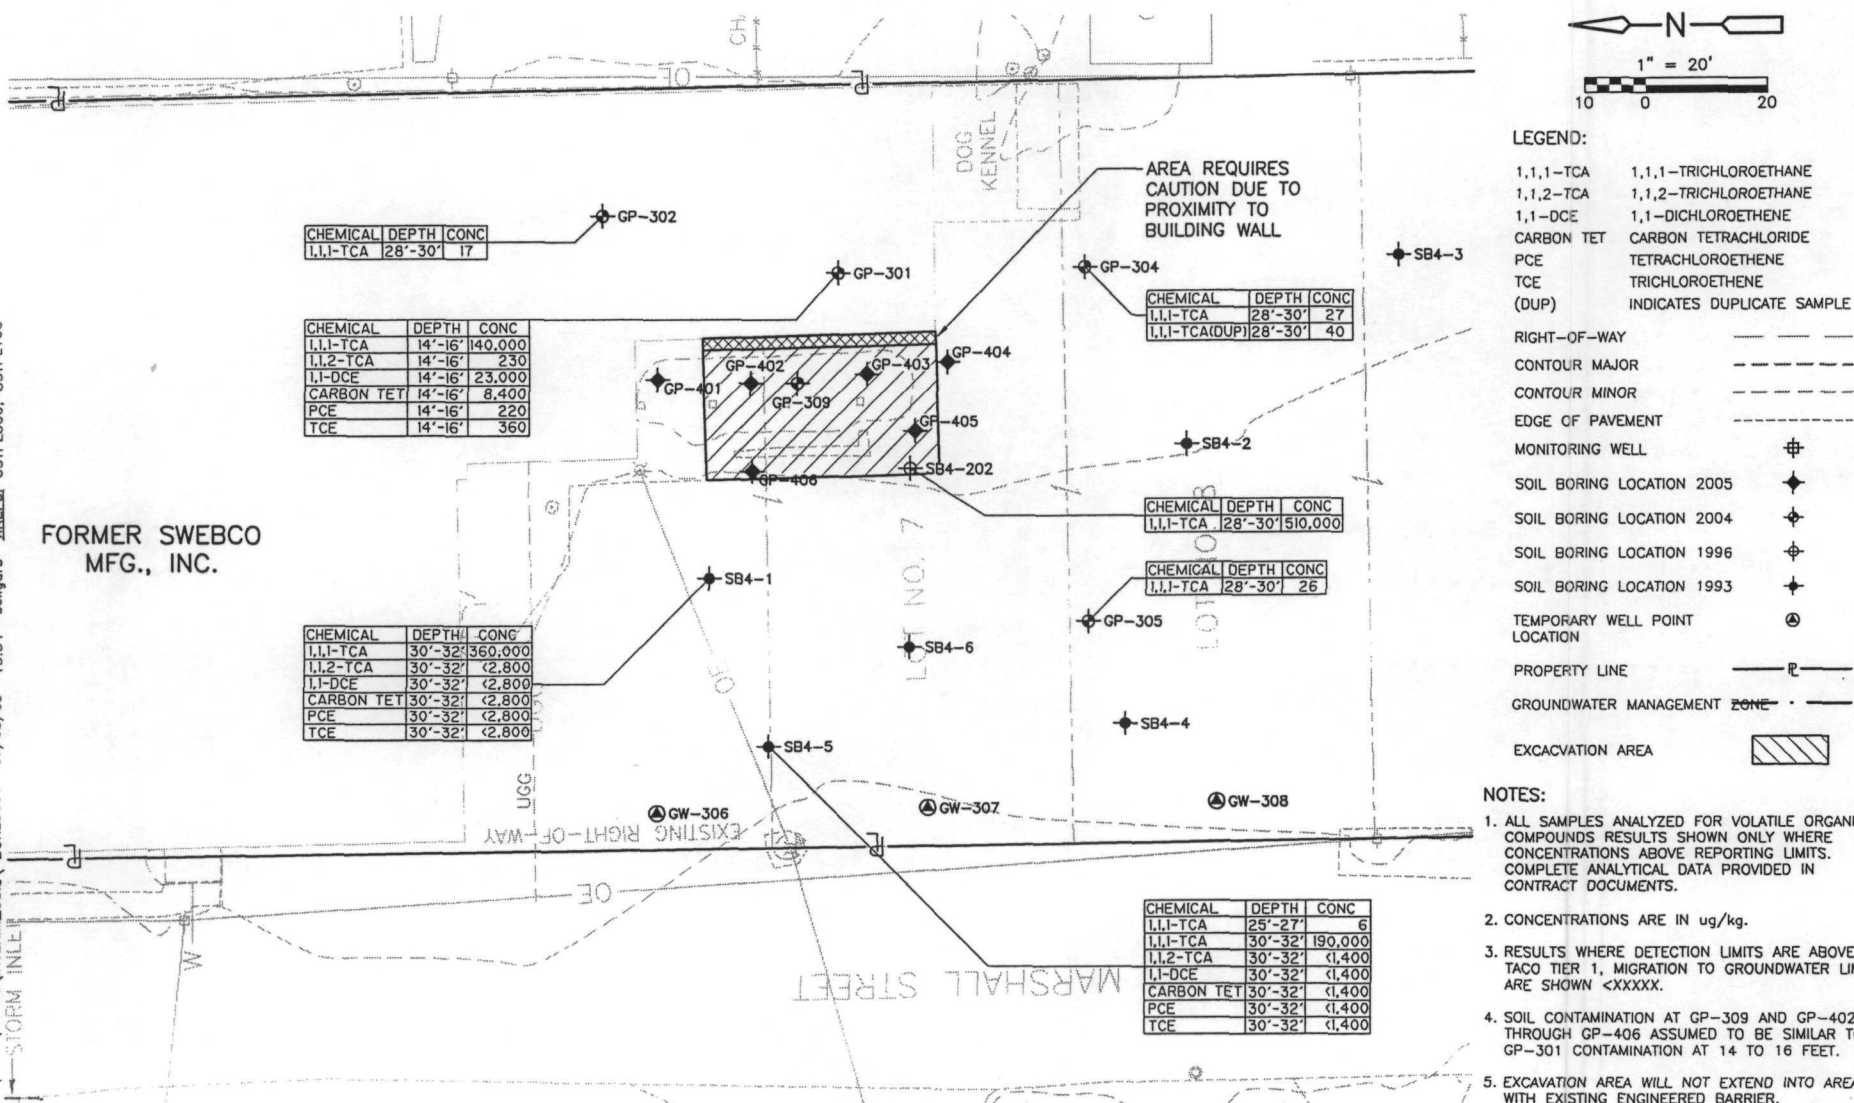 N
1" = 20'
10 0 20
LEGEND:
1,1,1-TCA 1,1,1-TRICHLOROETHANE
1,1,2-TCA 1,1,2-TRICHLOROETHANE
1,1-DCE 1,1-DICHLOROETHENE
CARBON TET CARBON TETRACHLORIDE
PCE TETRACHLOROETHENE
TCE TRICHLOROETHENE
(DUP) INDICATES DUPLICATE SAMPLE
RIGHT-OF-WAY
CONTOUR MAJOR
CONTOUR MINOR
EDGE OF PAVEMENT
MONITORING WELL
SOIL BORING LOCATION 2005
SOIL BORING LOCATION 2004
SOIL BORING LOCATION 1996
SOIL BORING LOCATION 1993
TEMPORARY WELL POINT
LOCATION
PROPERTY LINE
GROUNDWATER MANAGEMENT ZONE
EXCACVATION AREA
NOTES:
1. ALL SAMPLES ANALYZED FOR VOLATILE ORGANI
COMPOUNDS RESULTS SHOWN ONLY WHERE
CONCENTRATIONS ABOVE REPORTING LIMITS.
COMPLETE ANALYTICAL DATA PROVIDED IN
CONTRACT DOCUMENTS.
2. CONCENTRATIONS ARE IN ug/kg.
3. RESULTS WHERE DETECTION LIMITS ARE ABOVE
TACO TIER 1, MIGRATION TO GROUNDWATER LI
ARE SHOWN <XXXXX.
4. SOIL CONTAMINATION AT GP-309 AND GP-402
THROUGH GP-406 ASSUMED TO BE SIMILAR T
GP-301 CONTAMINATION AT 14 TO 16 FEET.
5. EXCAVATION AREA WILL NOT EXTEND INTO AREA
WITH EXISTING ENGINEERED BARRIER.
CH
OE
DOG
KENNEL
AREA REQUIRES
CAUTION DUE TO
PROXIMITY TO
BUILDING WALL
GP-302
CHEMICAL DEPTH CONC
1,1,1-TCA 28'-30' 17
GP-301
CHEMICAL DEPTH CONC
1,1,1-TCA 14'-16' 140,000
1,1,2-TCA 14'-16' 230
1,1-DCE 14'-16' 23,000
CARBON TET 14'-16' 8,400
PCE 14'-16' 220
TCE 14'-16' 360
GP-304
CHEMICAL DEPTH CONC
1,1,1-TCA 28'-30' 27
1,1,1-TCA(DUP) 28'-30' 40
SB4-3
GP-401
GP-402
GP-309
GP-403
GP-404
GP-405
GP-406
SB4-202
SB4-2
CHEMICAL DEPTH CONC
1,1,1-TCA 28'-30' 510,000
CHEMICAL DEPTH CONC
1,1,1-TCA 28'-30' 26
GP-305
FORMER SWEBCO
MFG., INC.
SB4-1
CHEMICAL DEPTH CONC
1,1,1-TCA 30'-32' 360,000
1,1,2-TCA 30'-32' <2,800
1,1-DCE 30'-32' <2,800
CARBON TET 30'-32' <2,800
PCE 30'-32' <2,800
TCE 30'-32' <2,800
LOT NO. 7
SB4-6
OE
SB4-4
SB4-5
UGG
GW-306
GW-307
GW-308
EXISTING RIGHT-OF-WAY
OE
W
STORM INLET
MARSHALL STREET
CHEMICAL DEPTH CONC
1,1,1-TCA 25'-27' 6
1,1,1-TCA 30'-32' 190,000
1,1,2-TCA 30'-32' <1,400
1,1-DCE 30'-32' <1,400
CARBON TET 30'-32' <1,400
PCE 30'-32' <1,400
TCE 30'-32' <1,400